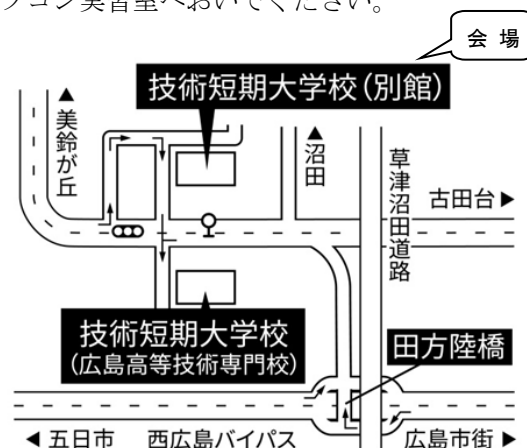 ソコン実習室へおいでください。
会 場
技術短期大学校(別館)
▲美鈴が丘
▲沼田
草津沼田道路
古田台▶
技術短期大学校
(広島高等技術専門校)
田方陸橋
◀五日市
西広島バイパス
広島市街▶